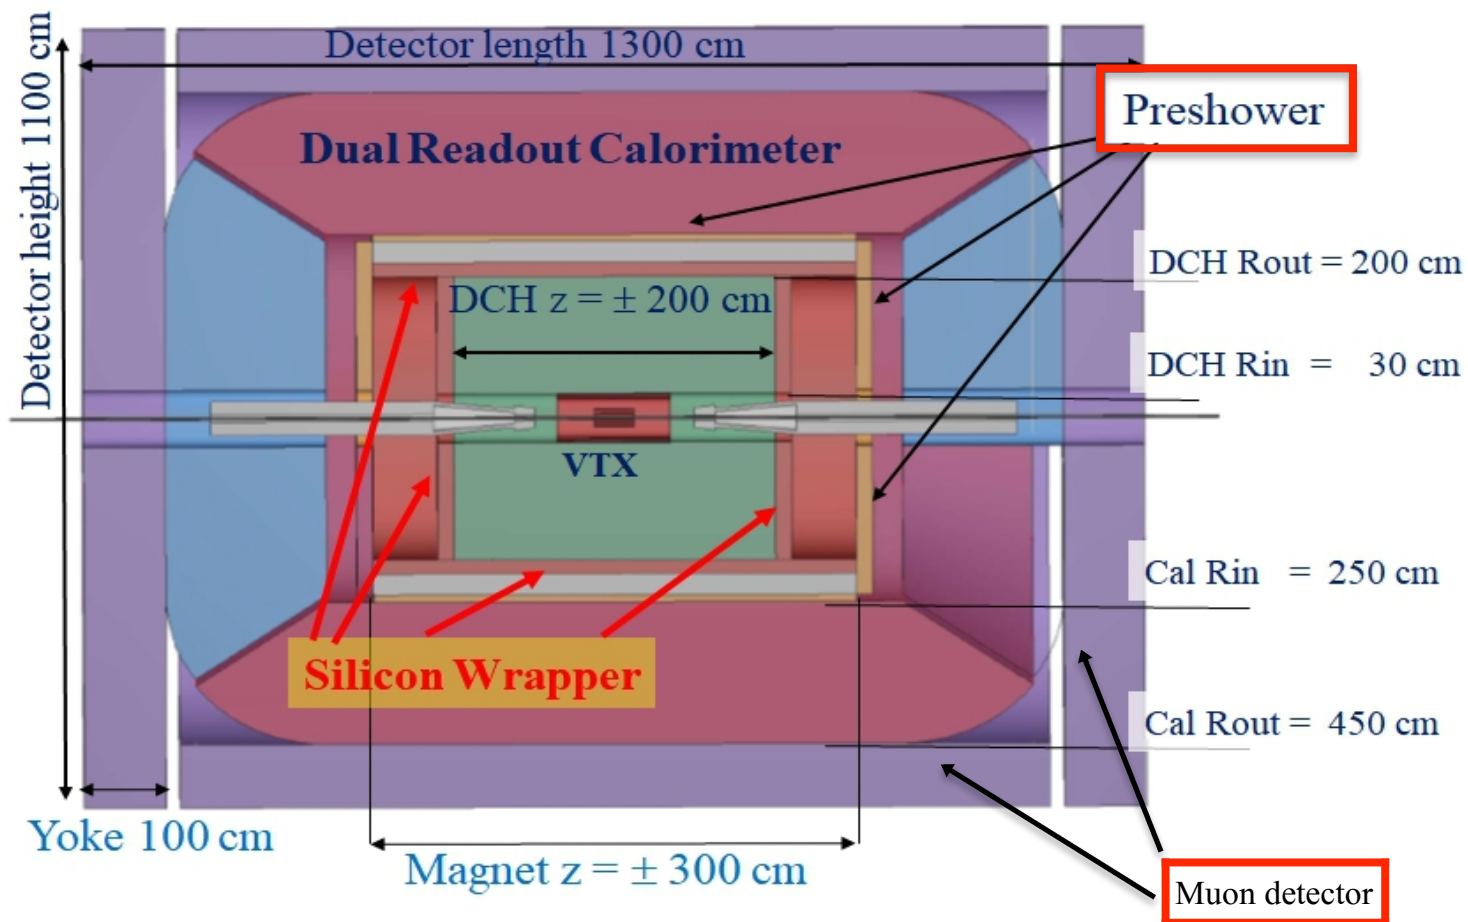 Detector length 1300 cm
Detector height 1100 cm
Preshower
Dual Readout Calorimeter
DCH Rout = 200 cm
DCH z = ± 200 cm
DCH Rin = 30 cm
VTX
Cal Rin = 250 cm
Silicon Wrapper
Cal Rout = 450 cm
Yoke 100 cm
Magnet z = ± 300 cm
Muon detector